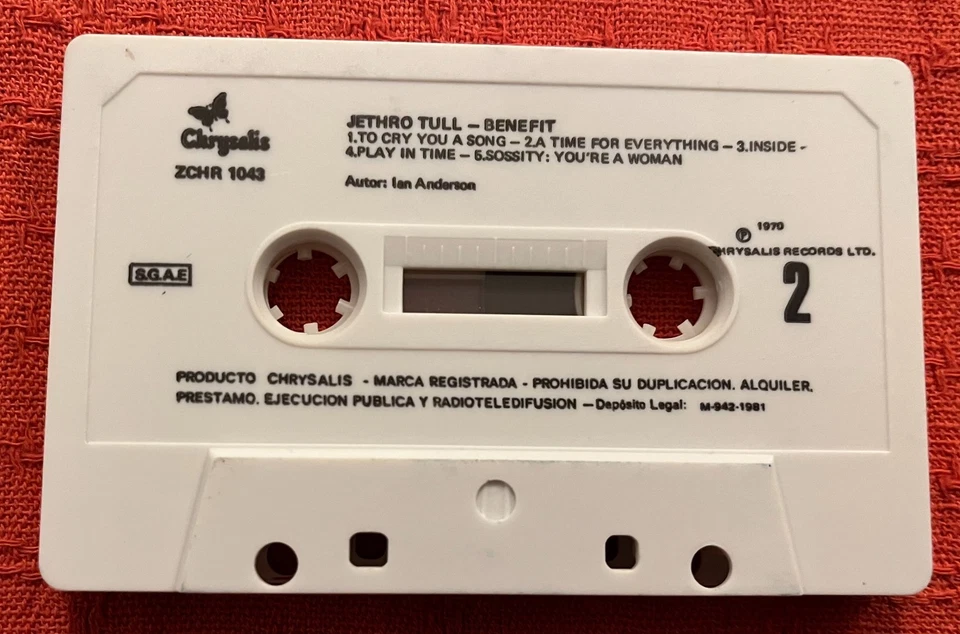 Chrysalis
ZCHR 1043
JETHRO TULL – BENEFIT
1.TO CRY YOU A SONG – 2.A TIME FOR EVERYTHING – 3.INSIDE -
4.PLAY IN TIME – 5.SOSSITY: YOU'RE A WOMAN
Autor: Ian Anderson
S.G.A.E
℗ 1970
CHRYSALIS RECORDS LTD.
2
PRODUCTO CHRYSALIS - MARCA REGISTRADA - PROHIBIDA SU DUPLICACION. ALQUILER.
PRESTAMO. EJECUCION PUBLICA Y RADIOTELEDIFUSION – Depósito Legal: M-942-1981